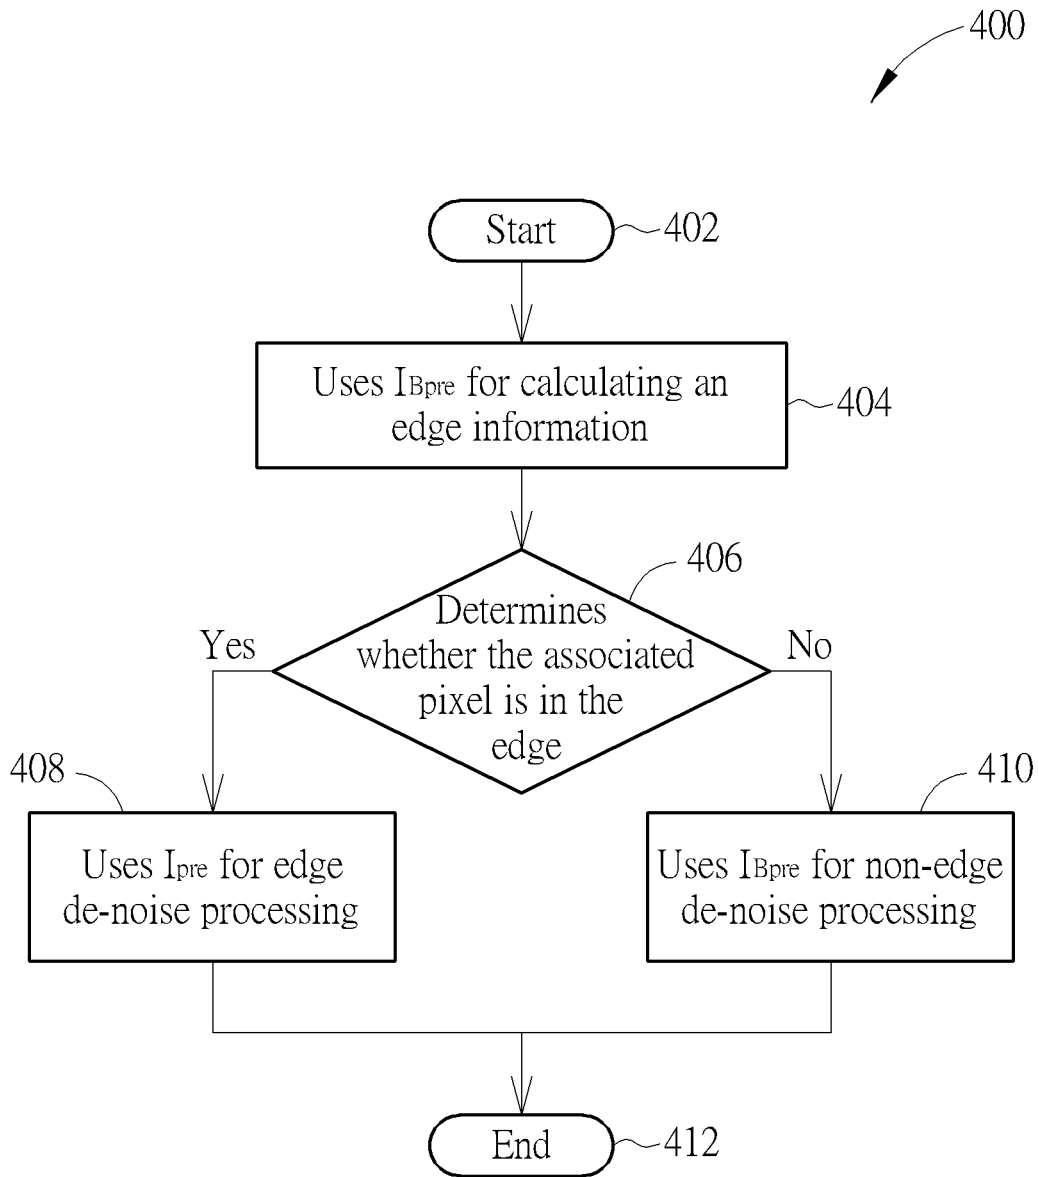 400
Start
402
Uses IBpre for calculating an
edge information
404
406
Determines
whether the associated
pixel is in the
edge
Yes
No
408
410
Uses Ipre for edge
de-noise processing
Uses IBpre for non-edge
de-noise processing
End
412